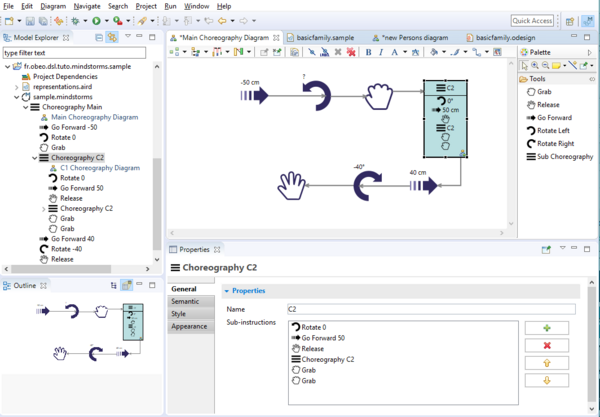 File Edit Diagram Navigate Search Project Run Window Help
Quick Access
Model Explorer
type filter text
fr.obeo.dsl.tuto.mindstorms.sample
Project Dependencies
representations.aird
sample.mindstorms
Choreography Main
Main Choreography Diagram
Go Forward -50
Rotate 0
Grab
Choreography C2
C1 Choreography Diagram
Rotate 0
Go Forward 50
Release
Choreography C2
Grab
Grab
Go Forward 40
Rotate -40
Release
Outline
*Main Choreography Diagram
basicfamily.sample
*new Persons diagram
basicfamily.odesign
-50 cm
?
C2
0°
50 cm
C2
-40°
40 cm
Palette
Tools
Grab
Release
Go Forward
Rotate Left
Rotate Right
Sub Choreography
Properties
Choreography C2
General
Semantic
Style
Appearance
Properties
Name
C2
Sub-instructions
Rotate 0
Go Forward 50
Release
Choreography C2
Grab
Grab